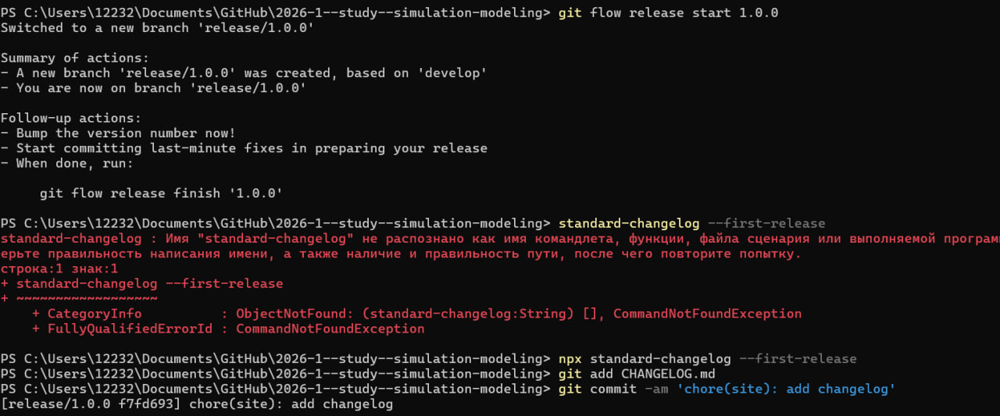 PS C:\Users\12232\Documents\GitHub\2026-1--study--simulation-modeling> git flow release start 1.0.0
Switched to a new branch 'release/1.0.0'
Summary of actions:
- A new branch 'release/1.0.0' was created, based on 'develop'
- You are now on branch 'release/1.0.0'
Follow-up actions:
- Bump the version number now!
- Start committing last-minute fixes in preparing your release
- When done, run:
git flow release finish '1.0.0'
PS C:\Users\12232\Documents\GitHub\2026-1--study--simulation-modeling> standard-changelog --first-release
standard-changelog : Имя "standard-changelog" не распознано как имя командлета, функции, файла сценария или выполняемой програм
ерьте правильность написания имени, а также наличие и правильность пути, после чего повторите попытку.
строка:1 знак:1
+ standard-changelog --first-release
+ ~~~~~~~~~~~~~~~~~~
+ CategoryInfo : ObjectNotFound: (standard-changelog:String) [], CommandNotFoundException
+ FullyQualifiedErrorId : CommandNotFoundException
PS C:\Users\12232\Documents\GitHub\2026-1--study--simulation-modeling> npx standard-changelog --first-release
PS C:\Users\12232\Documents\GitHub\2026-1--study--simulation-modeling> git add CHANGELOG.md
PS C:\Users\12232\Documents\GitHub\2026-1--study--simulation-modeling> git commit -am 'chore(site): add changelog'
[release/1.0.0 f7fd693] chore(site): add changelog